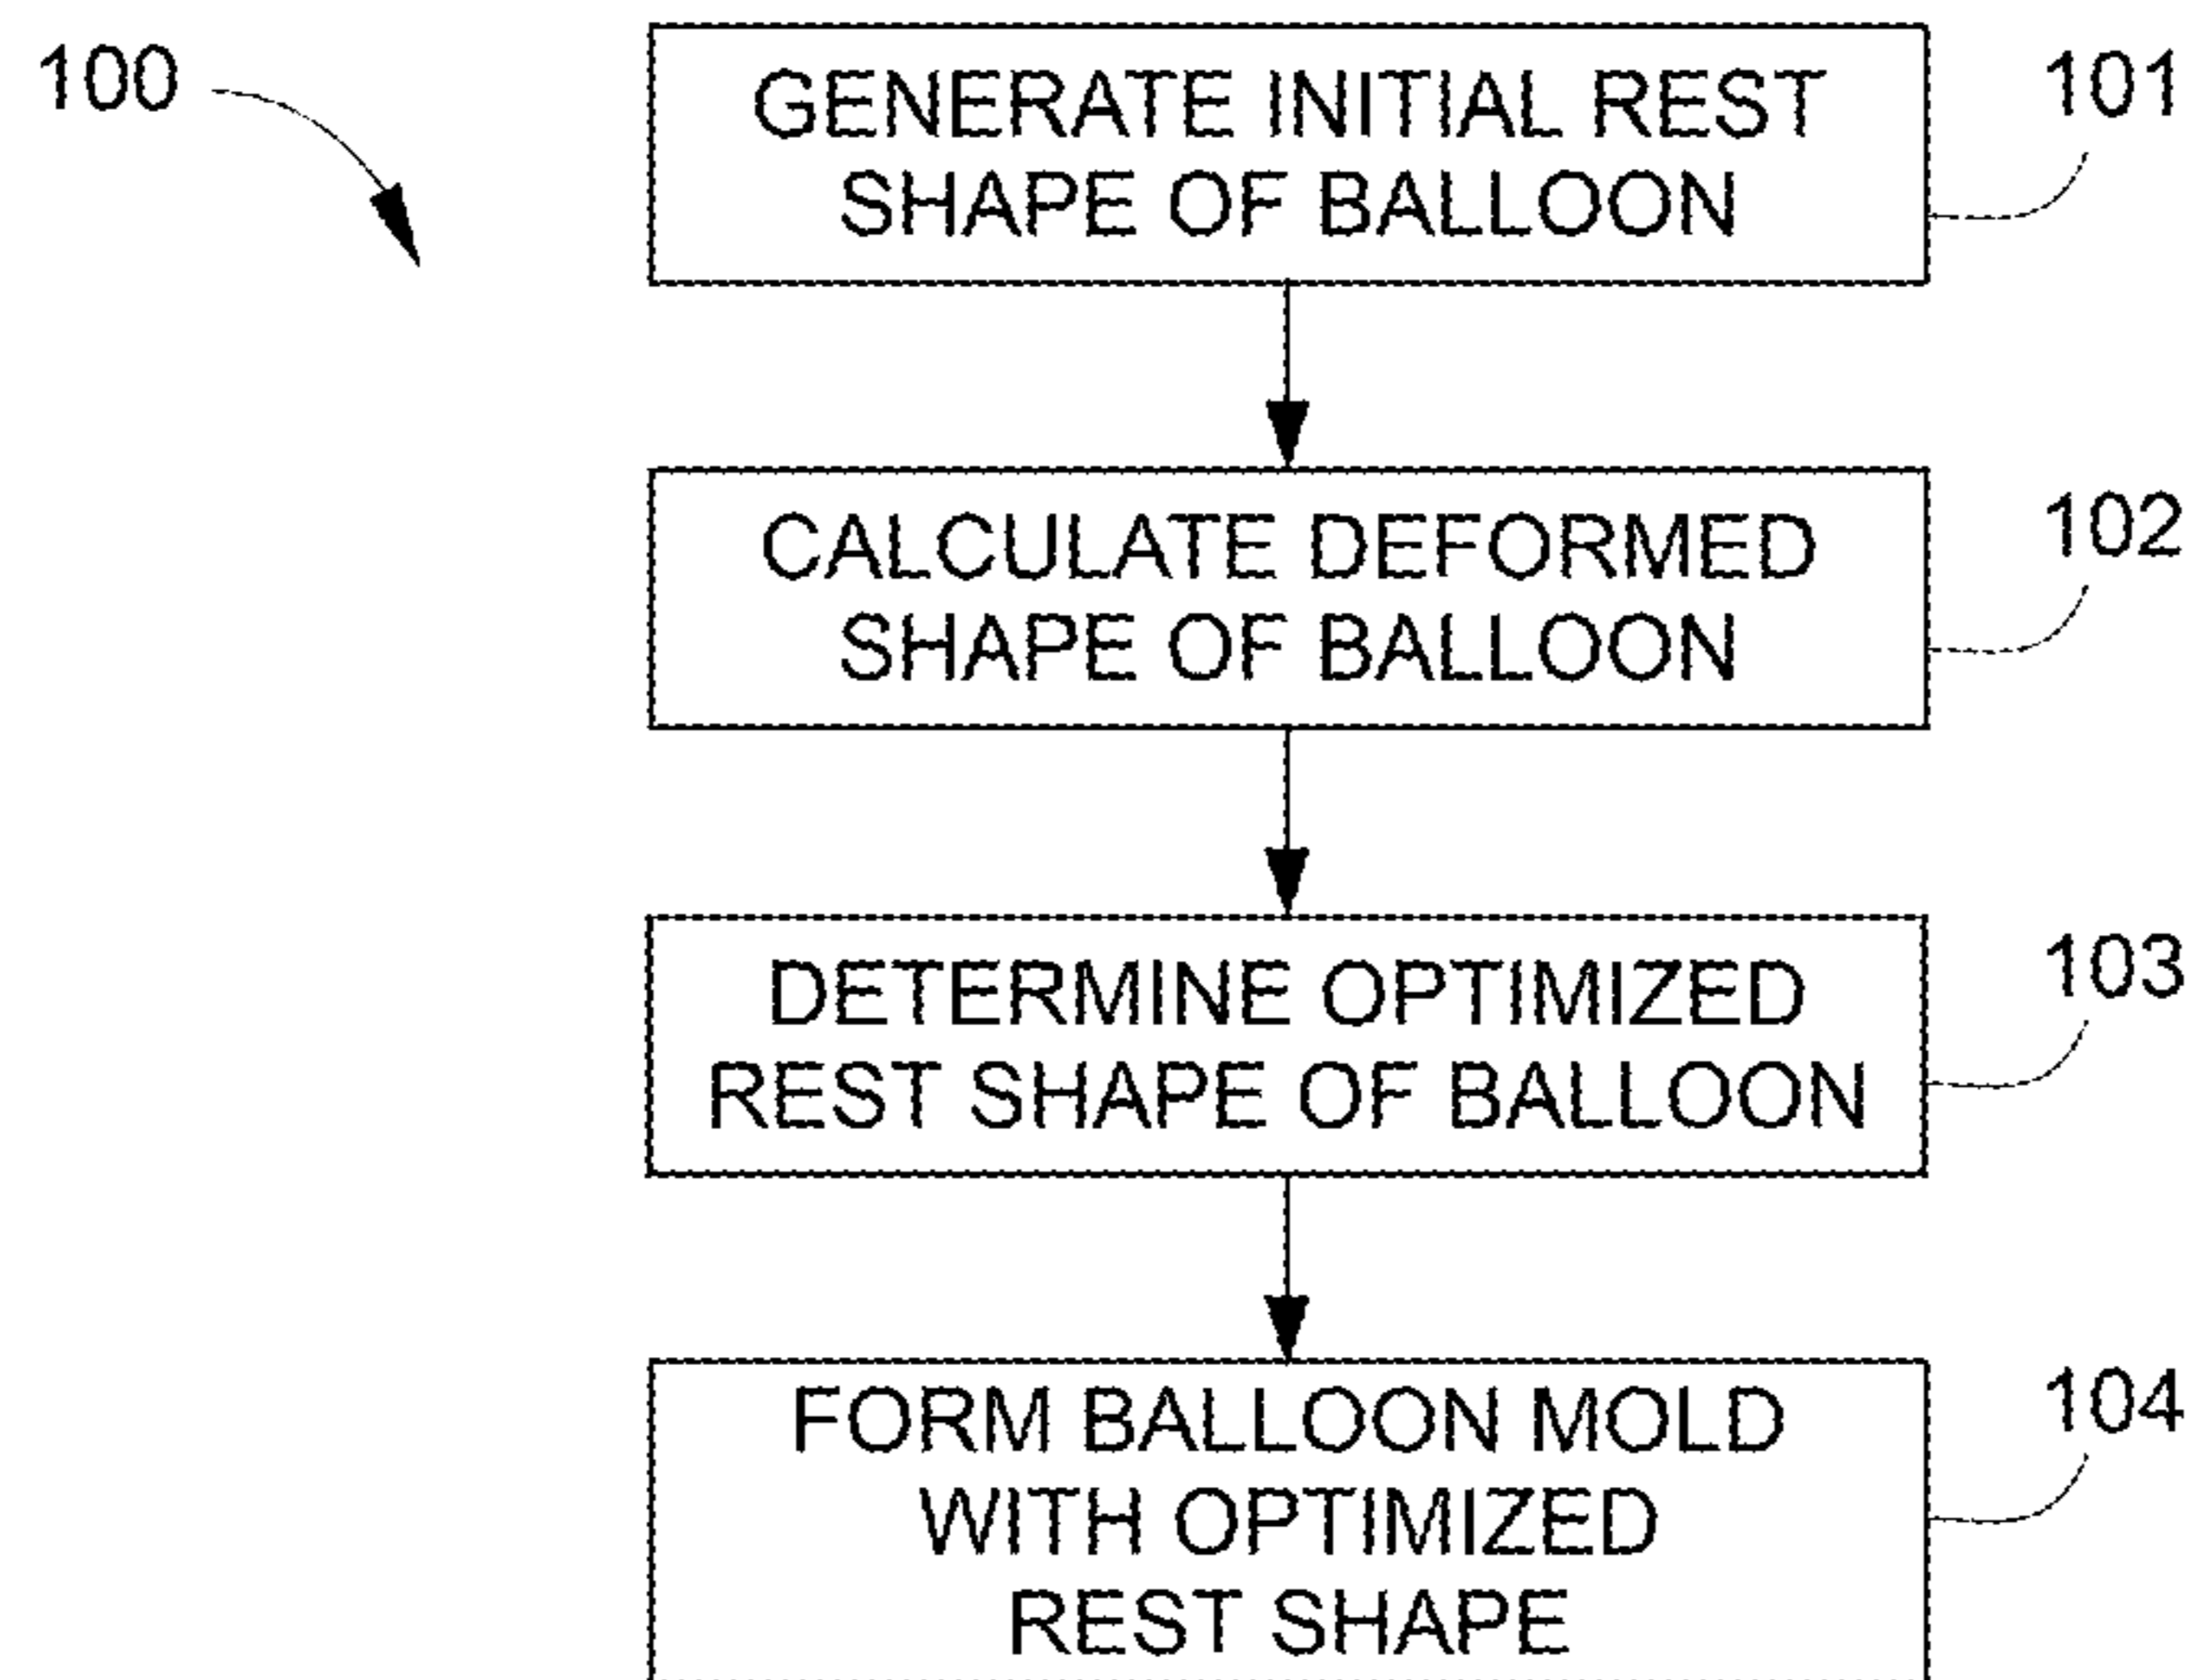 100
GENERATE INITIAL REST
SHAPE OF BALLOON
101
CALCULATE DEFORMED
SHAPE OF BALLOON
102
DETERMINE OPTIMIZED
REST SHAPE OF BALLOON
103
FORM BALLOON MOLD
WITH OPTIMIZED
REST SHAPE
104